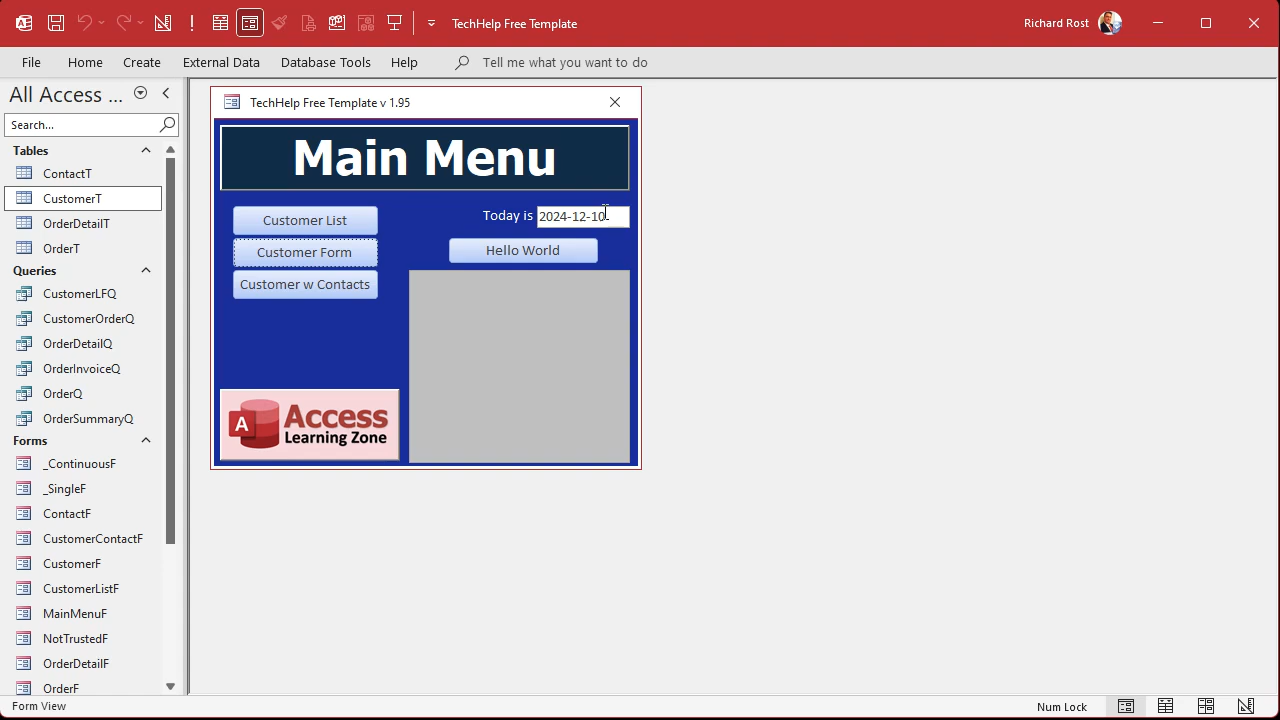 TechHelp Free Template
Richard Rost
File
Home
Create
External Data
Database Tools
Help
Tell me what you want to do
All Access ...
Search...
Tables
ContactT
CustomerT
OrderDetailT
OrderT
Queries
CustomerLFQ
CustomerOrderQ
OrderDetailQ
OrderInvoiceQ
OrderQ
OrderSummaryQ
Forms
_ContinuousF
_SingleF
ContactF
CustomerContactF
CustomerF
CustomerListF
MainMenuF
NotTrustedF
OrderDetailF
OrderF
TechHelp Free Template v 1.95
Main Menu
Customer List
Customer Form
Customer w Contacts
Today is 2024-12-10
Hello World
A Access
Learning Zone
Form View
Num Lock